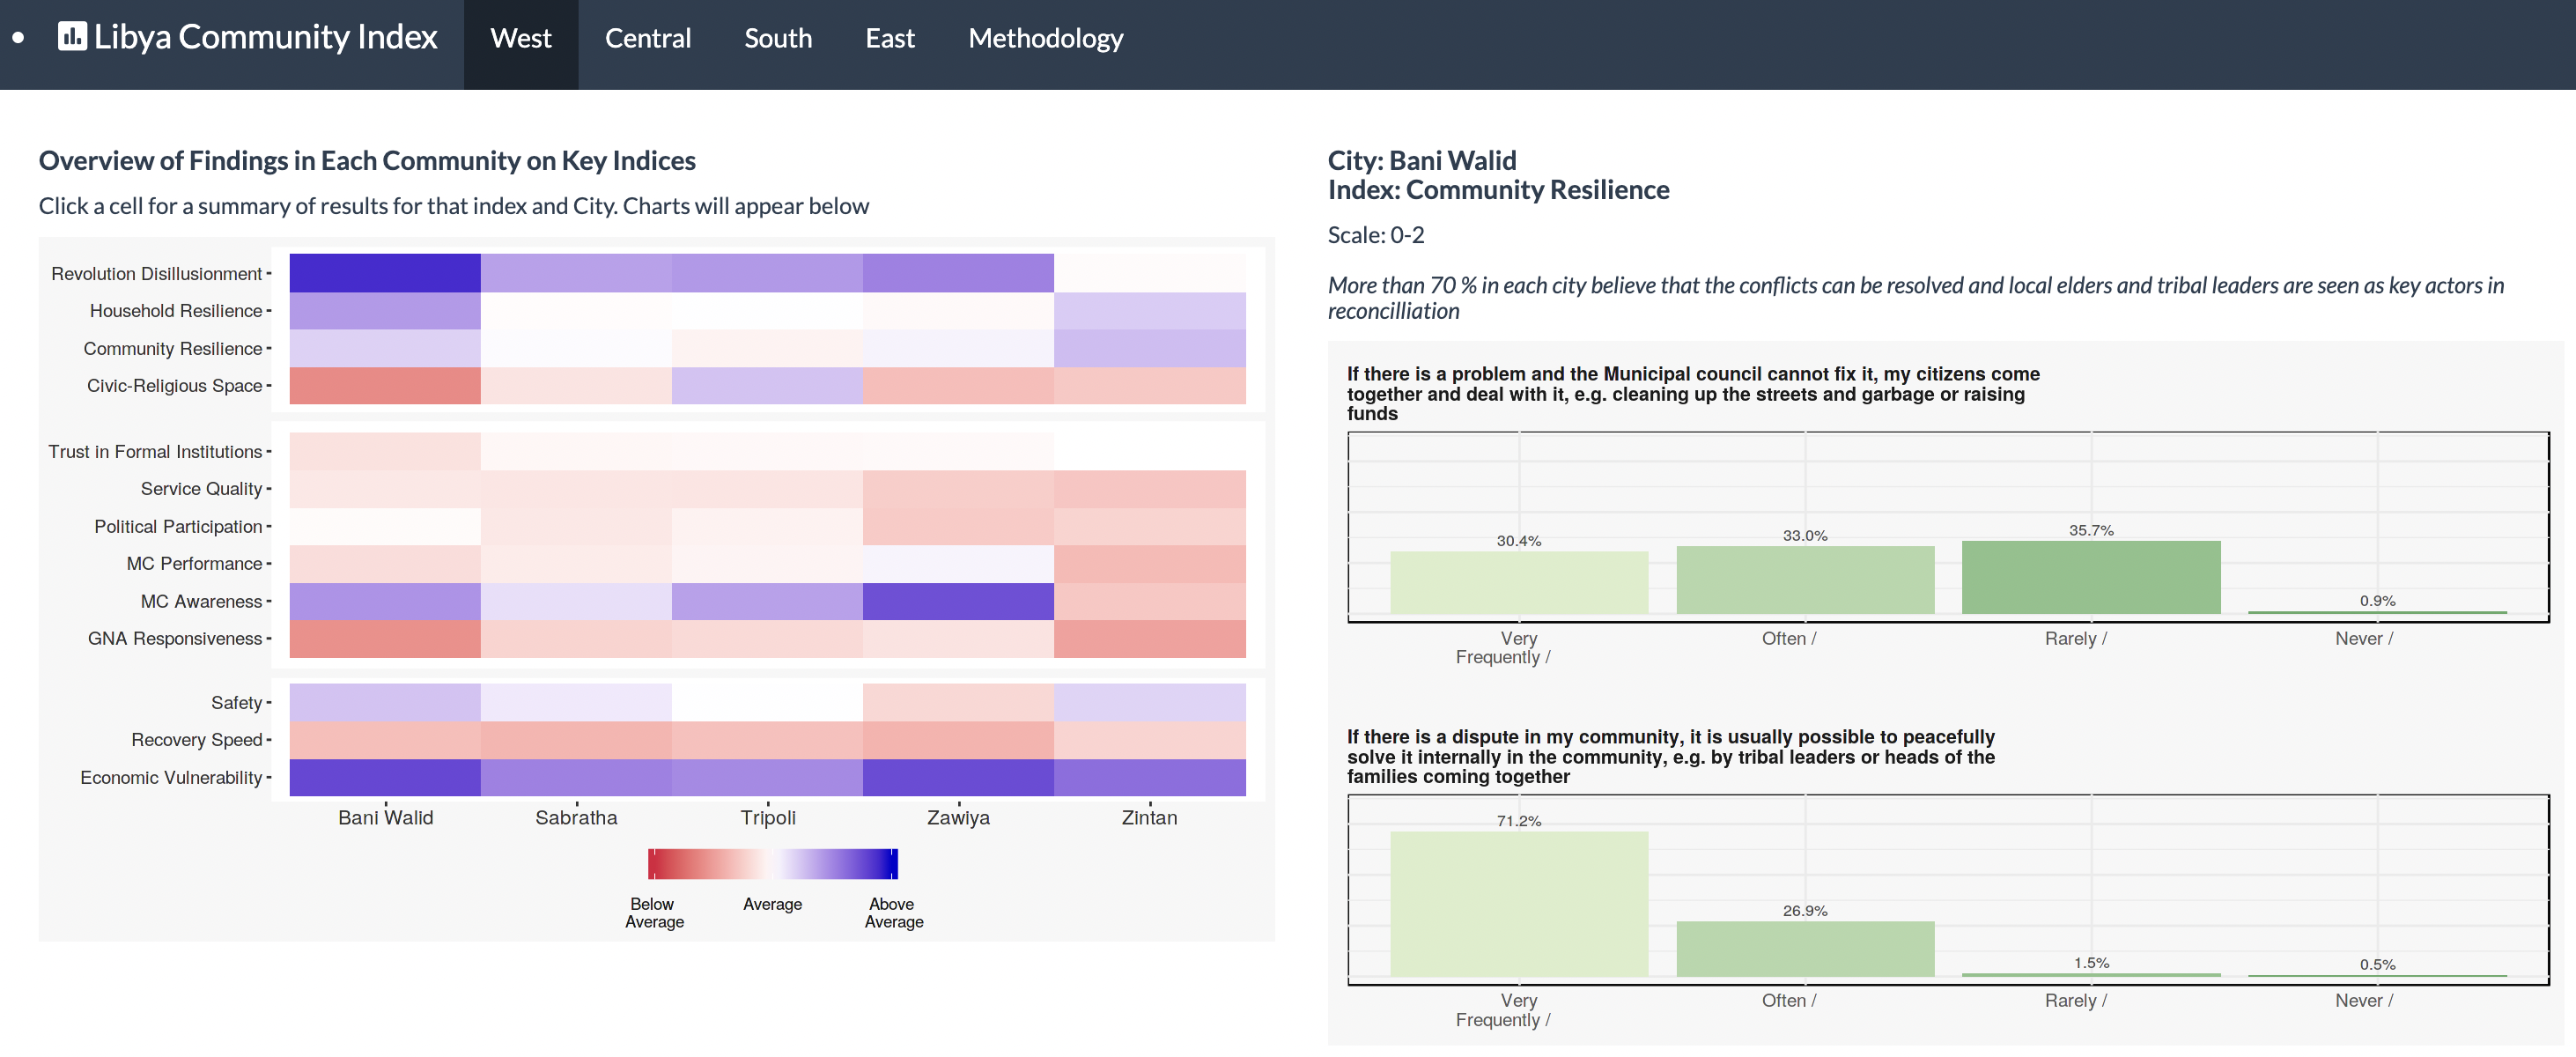 Libya Community Index West Central South East Methodology
Overview of Findings in Each Community on Key Indices
Click a cell for a summary of results for that index and City. Charts will appear below
Revolution Disillusionment
Household Resilience
Community Resilience
Civic-Religious Space
Trust in Formal Institutions
Service Quality
Political Participation
MC Performance
MC Awareness
GNA Responsiveness
Safety
Recovery Speed
Economic Vulnerability
Bani Walid Sabratha Tripoli Zawiya Zintan
Below Average Above
Average Average
City: Bani Walid
Index: Community Resilience
Scale: 0-2
More than 70 % in each city believe that the conflicts can be resolved and local elders and tribal leaders are seen as key actors in
reconcilliation
If there is a problem and the Municipal council cannot fix it, my citizens come
together and deal with it, e.g. cleaning up the streets and garbage or raising
funds
30.4% 33.0% 35.7% 0.9%
Very Often / Rarely / Never /
Frequently /
If there is a dispute in my community, it is usually possible to peacefully
solve it internally in the community, e.g. by tribal leaders or heads of the
families coming together
71.2% 26.9% 1.5% 0.5%
Very Often / Rarely / Never /
Frequently /